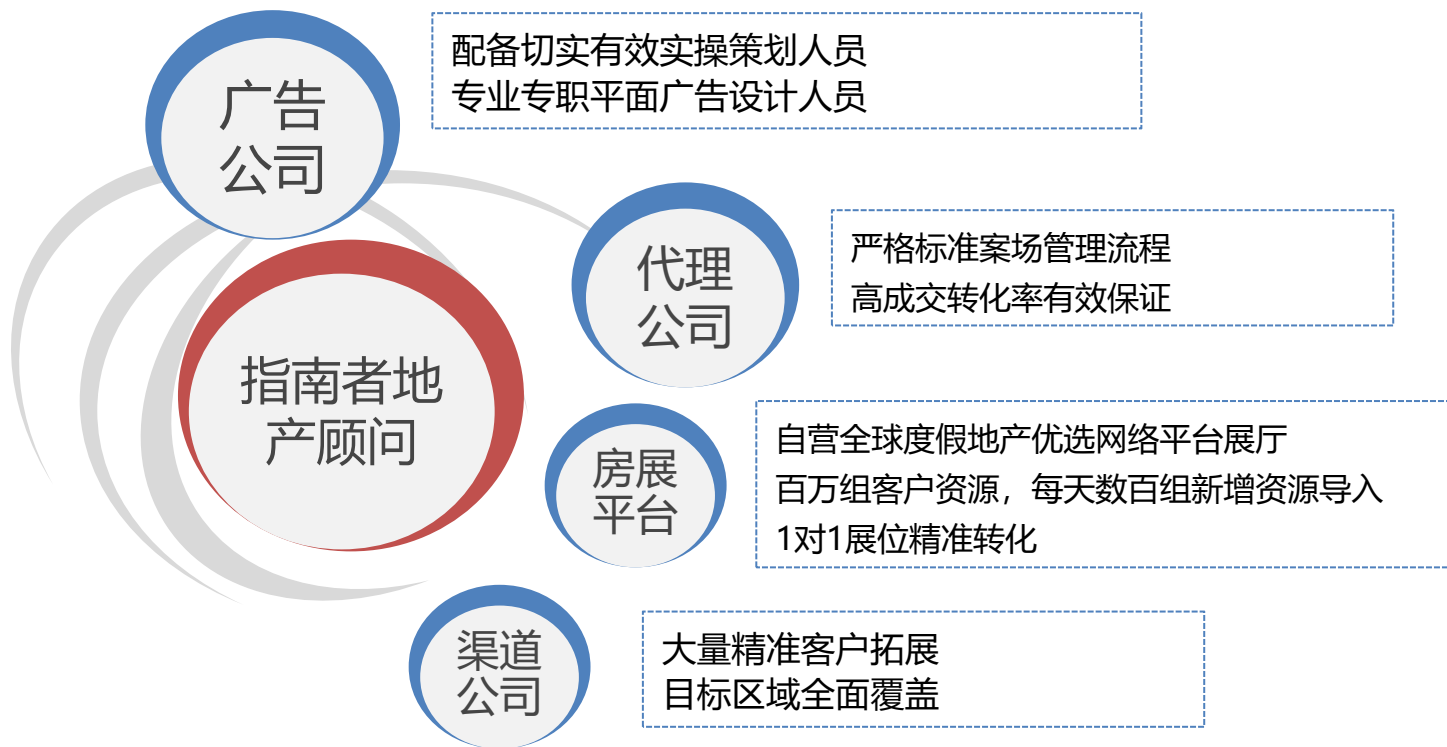 广告
公司
配备切实有效实操策划人员
专业专职平面广告设计人员
代理
公司
严格标准案场管理流程
高成交转化率有效保证
指南者地
产顾问
房展
平台
自营全球度假地产优选网络平台展厅
百万组客户资源，每天数百组新增资源导入
1对1展位精准转化
渠道
公司
大量精准客户拓展
目标区域全面覆盖